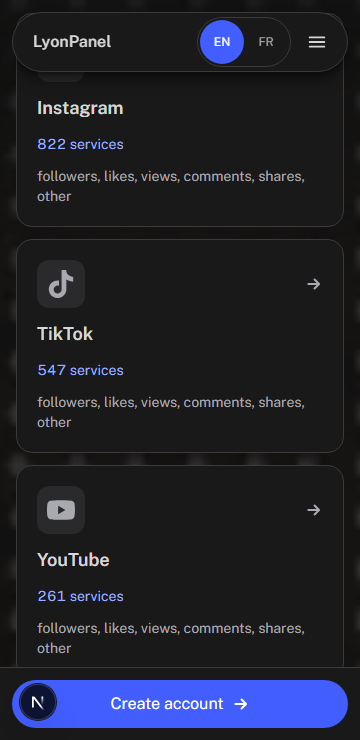 LyonPanel
EN
FR
Instagram
822 services
followers, likes, views, comments, shares,
other
TikTok
547 services
followers, likes, views, comments, shares,
other
YouTube
261 services
followers, likes, views, comments, shares,
other
N
Create account →